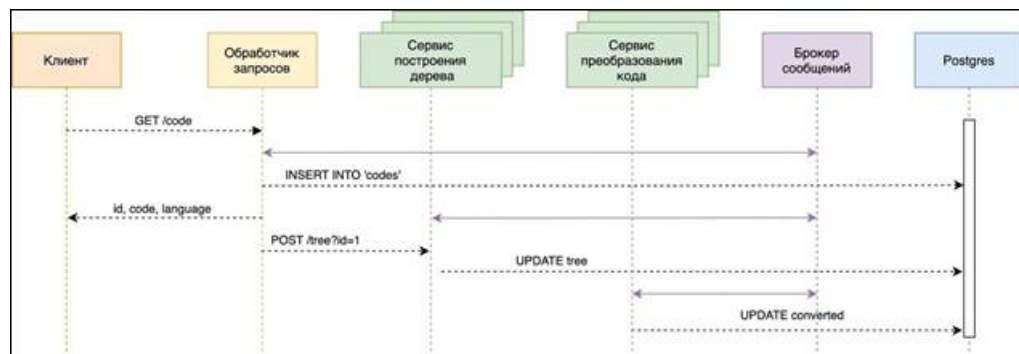 Клиент
Обработчик
запросов
Сервис
построения
дерева
Сервис
преобразования
кода
Брокер
сообщений
Postgres
GET /code
INSERT INTO 'codes'
id, code, language
POST /tree?id=1
UPDATE tree
UPDATE converted